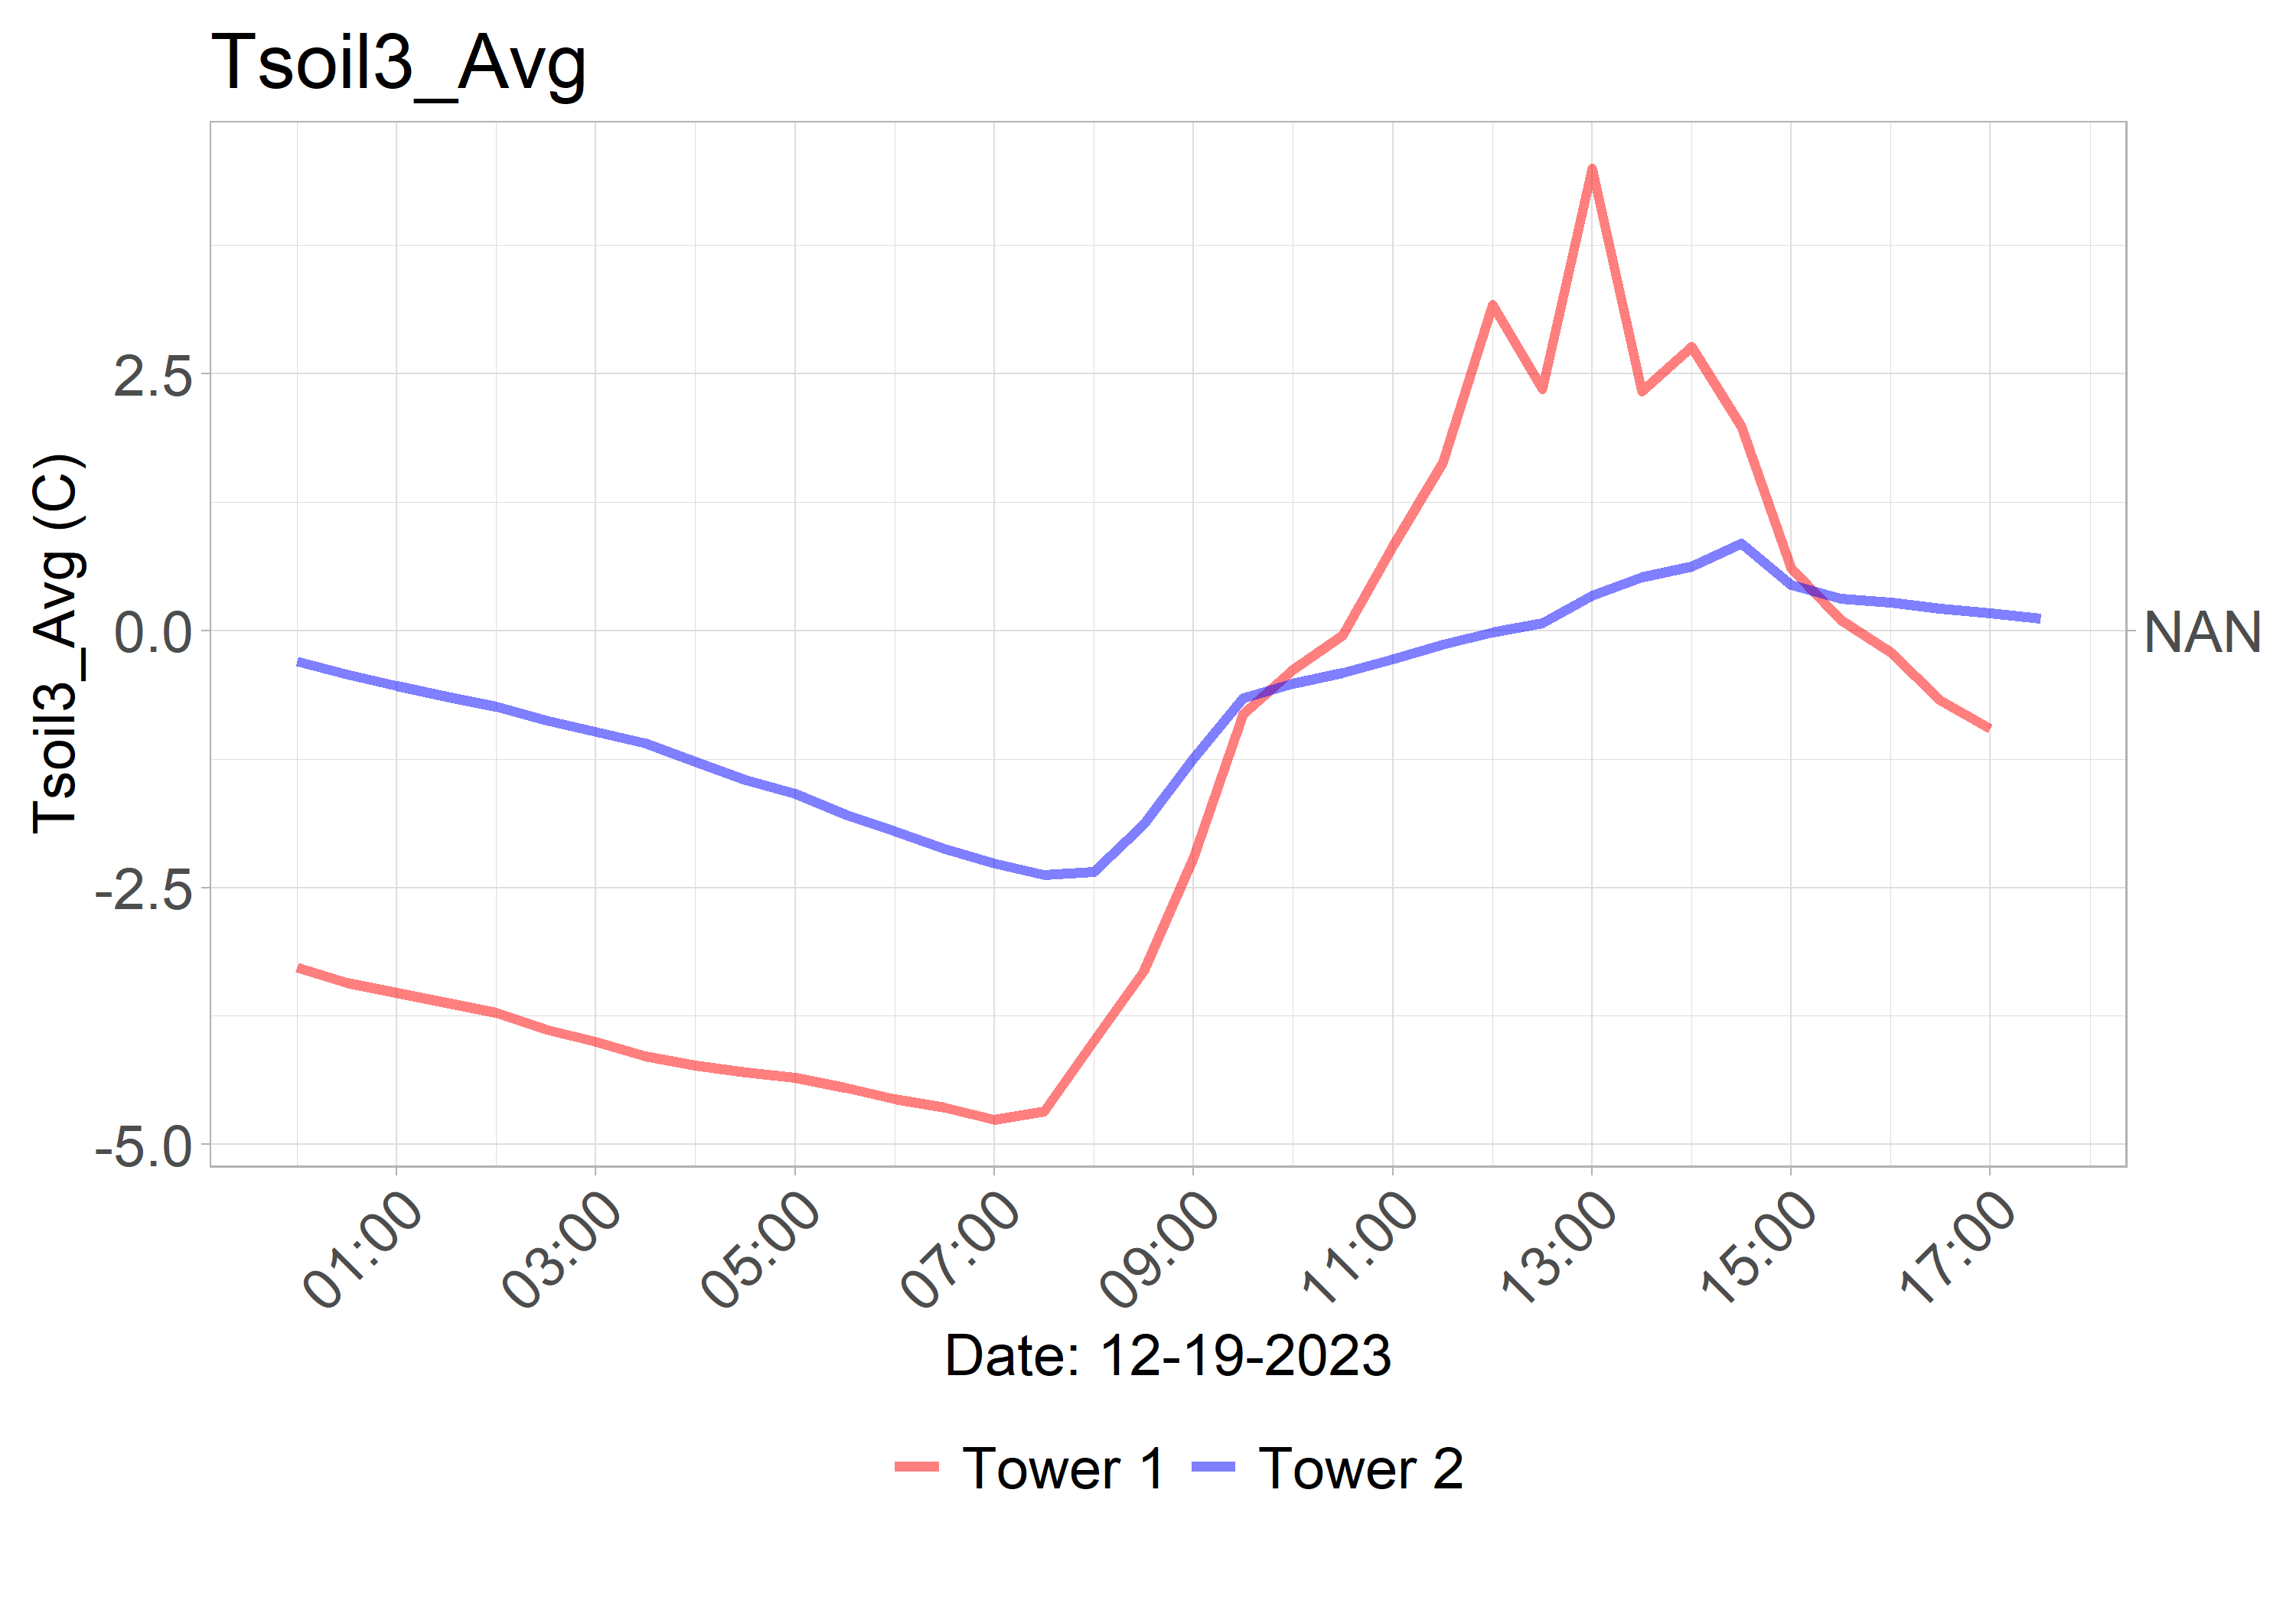 Tsoil3_Avg
Tsoil3_Avg (C)
2.5
0.0
-2.5
-5.0
NAN
01:00
03:00
05:00
07:00
09:00
11:00
13:00
15:00
17:00
Date: 12-19-2023
Tower 1
Tower 2